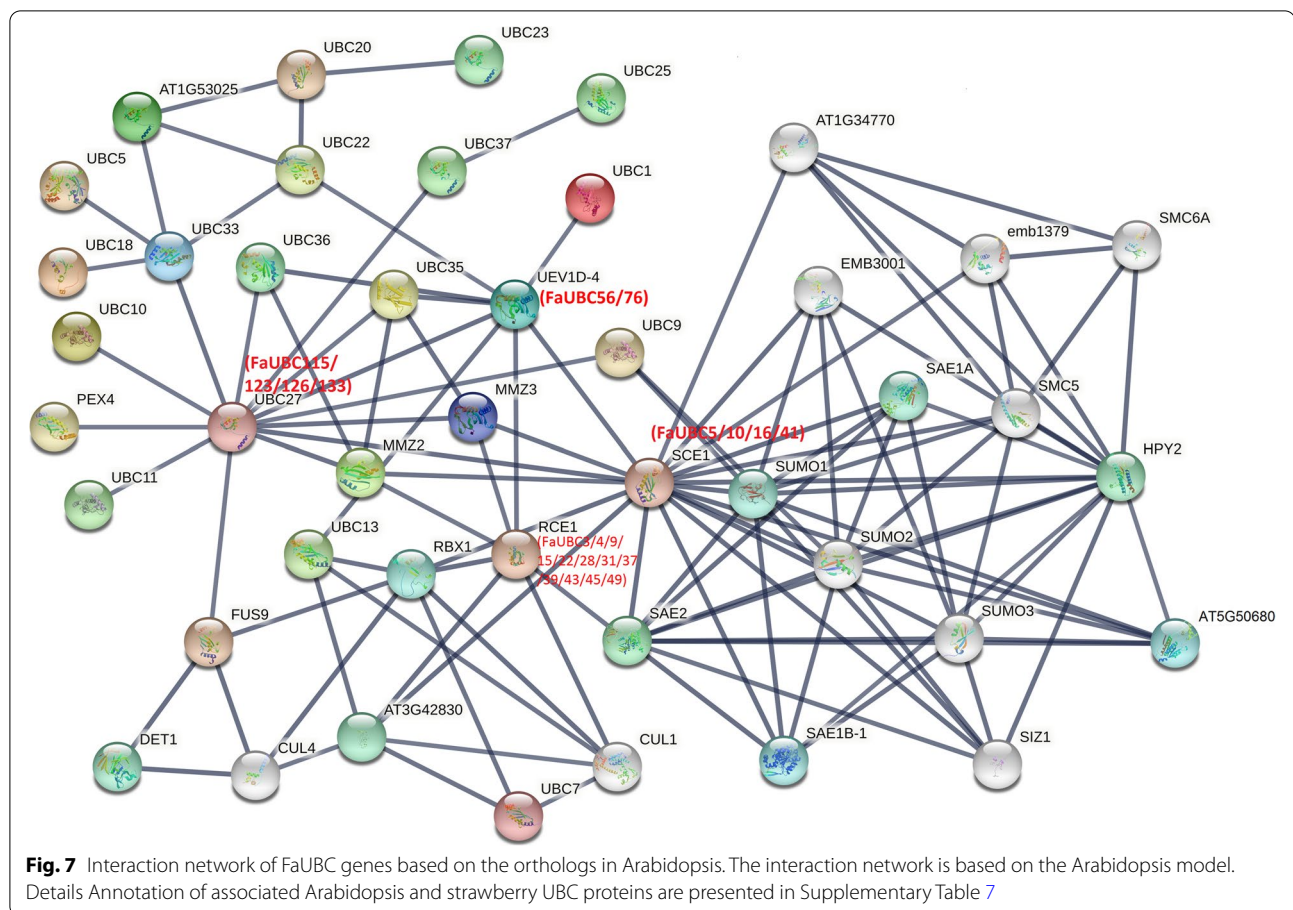 UBC20
UBC23
UBC25
AT1G53025
AT1G34770
UBC5
UBC22
UBC37
UBC1
SMC6A
emb1379
UBC18
UBC33
UBC36
UBC35
UEV1D-4
(FaUBC56/76)
EMB3001
UBC10
UBC9
(FaUBC115/
123/126/133)
UBC27
SAE1A
SMC5
PEX4
MMZ3
(FaUBC5/10/16/41)
SCE1
SUMO1
HPY2
MMZ2
UBC11
UBC13
RBX1
RCE1
(FaUBC3/4/9/
15/22/28/31/37
/39/43/45/49)
SUMO2
FUS9
SAE2
SUMO3
AT5G50680
DET1
CUL4
AT3G42830
CUL1
SAE1B-1
SIZ1
UBC7
Fig. 7 Interaction network of FaUBC genes based on the orthologs in Arabidopsis. The interaction network is based on the Arabidopsis model.
Details Annotation of associated Arabidopsis and strawberry UBC proteins are presented in Supplementary Table 7